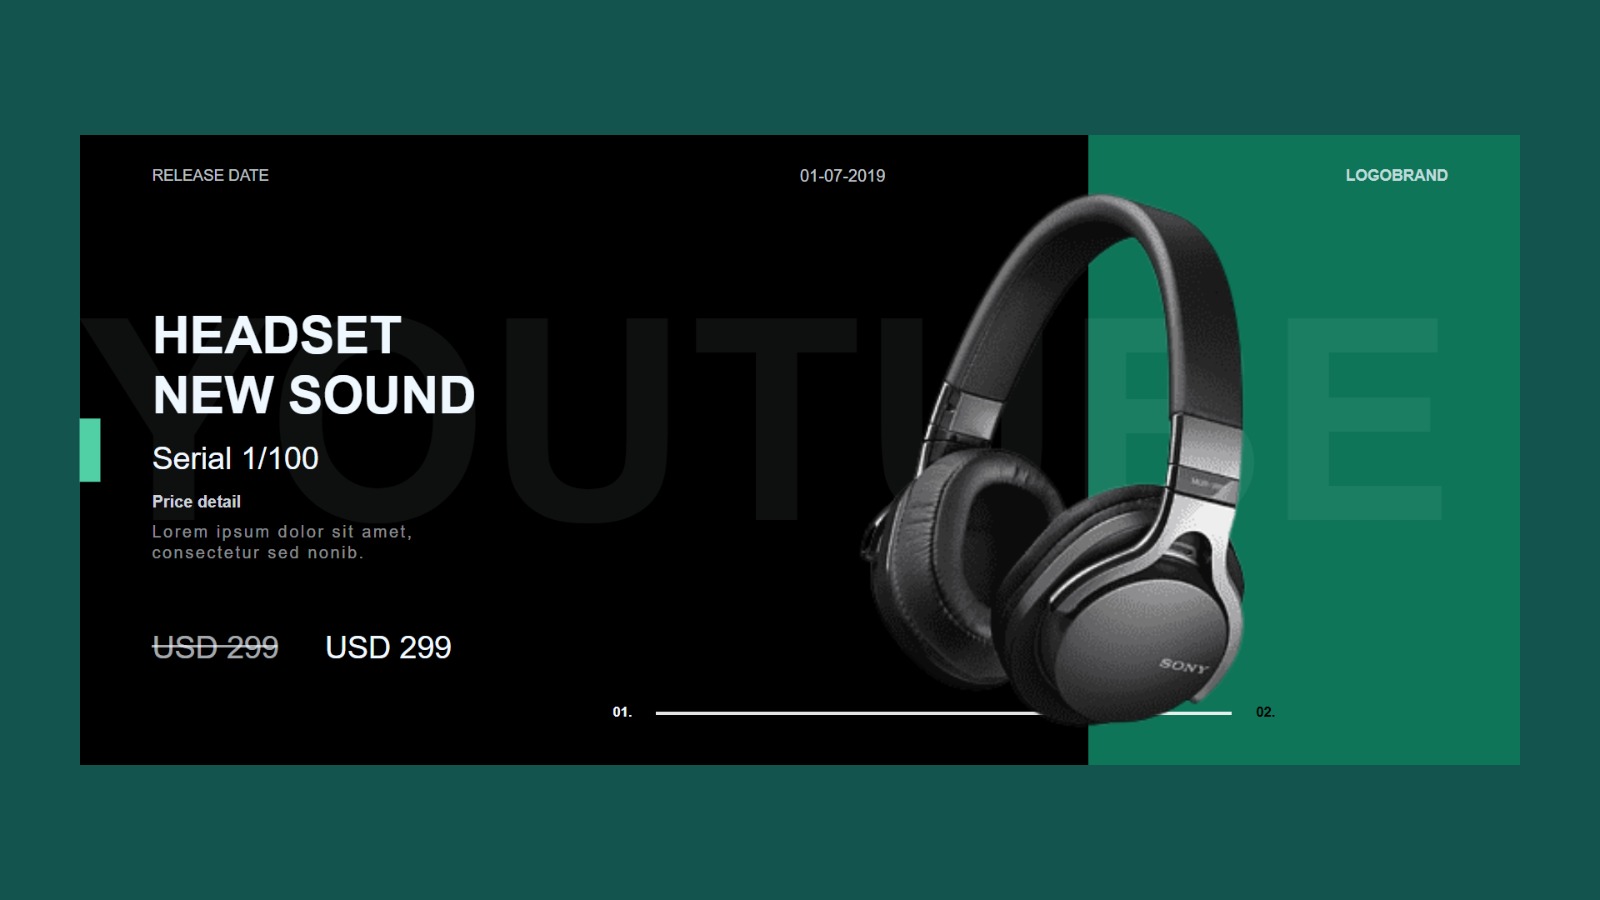 RELEASE DATE
01-07-2019
LOGOBRAND
YOUTUBE
HEADSET
NEW SOUND
Serial 1/100
Price detail
Lorem ipsum dolor sit amet,
consectetur sed nonib.
USD 299
USD 299
SONY
01.
02.